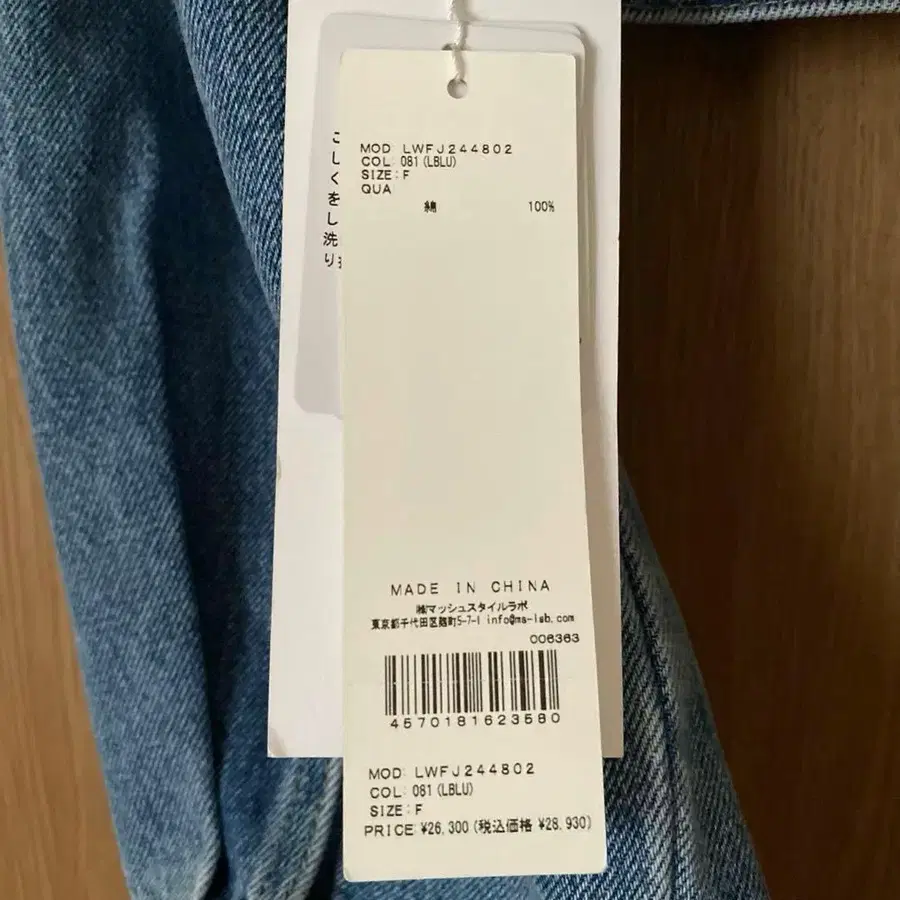 MOD: LWFJ244802
COL: 081(LBLU)
SIZE:F
QUA
綿 100%
MADE IN CHINA
㈱マッシュスタイルラボ
東京都千代田区麹町5-7-1 info@ms-lab.com
006363
4570181623580
MOD: LWFJ244802
COL: 081(LBLU)
SIZE:F
PRICE:¥26,300(税込価格 ¥28,930)
こ
し
く
を
し
洗
り